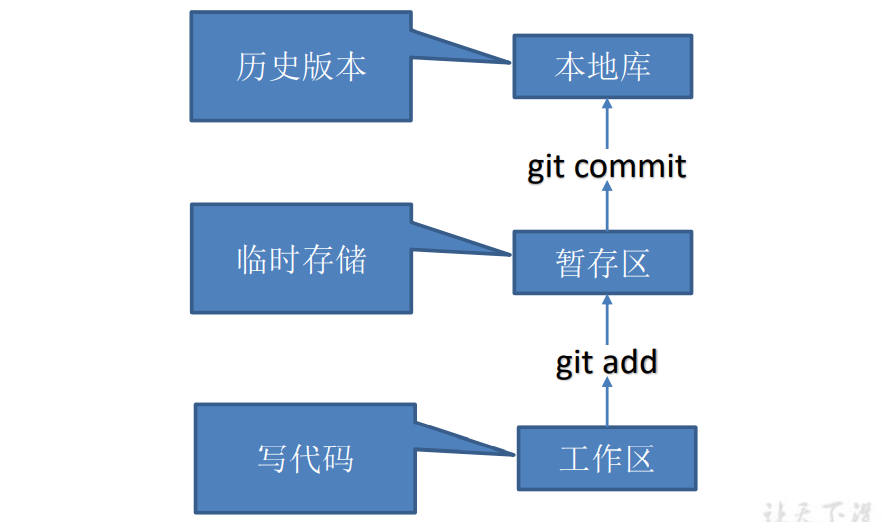 历史版本
本地库
git commit
临时存储
暂存区
git add
写代码
工作区
让天下没